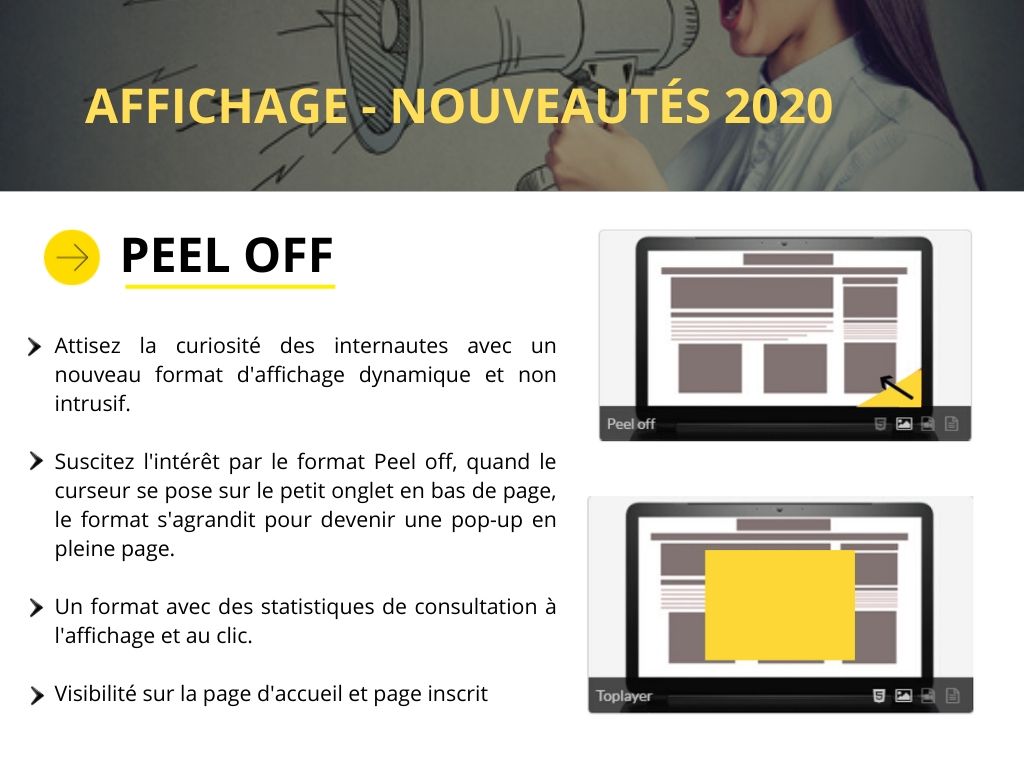 AFFICHAGE - NOUVEAUTÉS 2020
PEEL OFF
Attisez la curiosité des internautes avec un
nouveau format d'affichage dynamique et non
intrusif.
Suscitez l'intérêt par le format Peel off, quand le
curseur se pose sur le petit onglet en bas de page,
le format s'agrandit pour devenir une pop-up en
pleine page.
Un format avec des statistiques de consultation à
l'affichage et au clic.
Visibilité sur la page d'accueil et page inscrit
Peel off
Toplayer